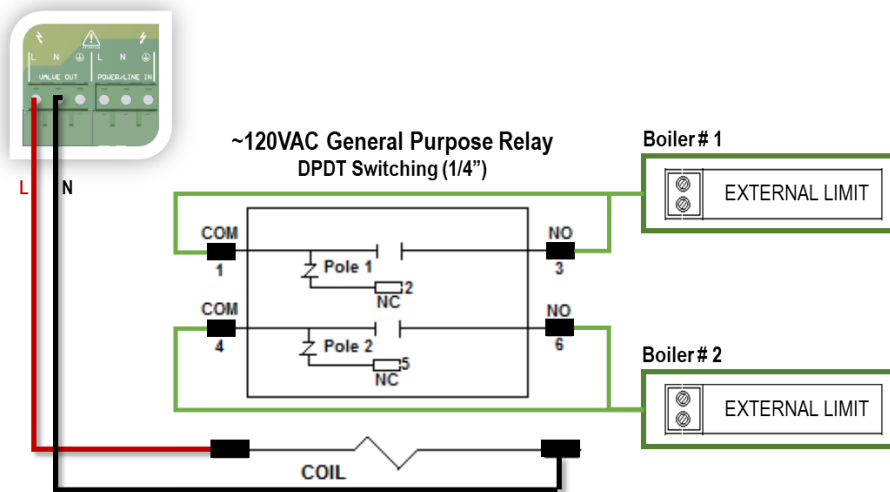 L N L N
VALVE OUT POWER/LINE IN
L N
~120VAC General Purpose Relay
DPDT Switching (1/4”)
Boiler # 1
EXTERNAL LIMIT
COM
1
NO
3
Pole 1
2
NC
COM
4
NO
6
Pole 2
5
NC
Boiler # 2
EXTERNAL LIMIT
COIL